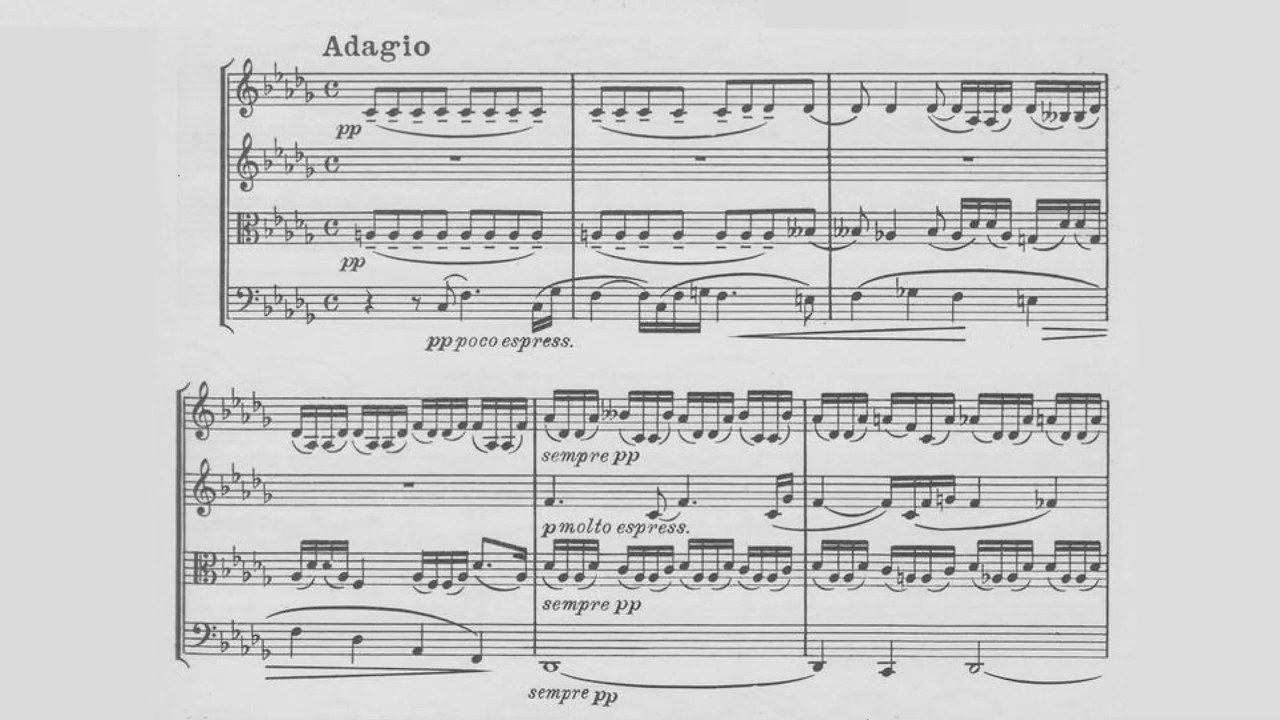 Adagio
pp
pp
pp poco espress.
sempre pp
p molto espress.
sempre pp
sempre pp